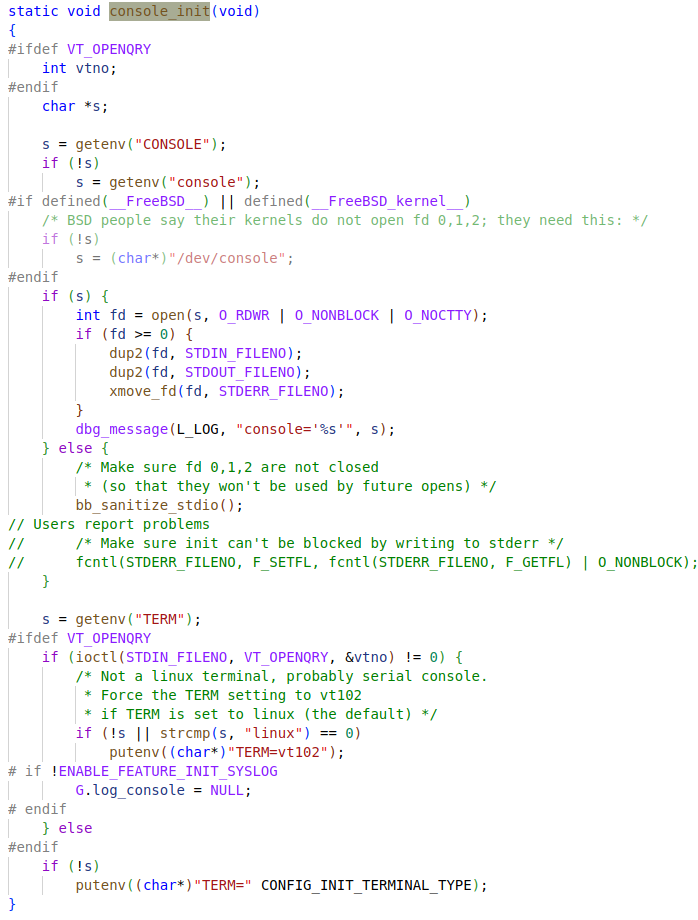 static void console_init(void)
{
#ifdef VT_OPENQRY
    int vtno;
#endif
    char *s;

    s = getenv("CONSOLE");
    if (!s)
        s = getenv("console");
#if defined(__FreeBSD__) || defined(__FreeBSD_kernel__)
    /* BSD people say their kernels do not open fd 0,1,2; they need this: */
    if (!s)
        s = (char*)"/dev/console";
#endif
    if (s) {
        int fd = open(s, O_RDWR | O_NONBLOCK | O_NOCTTY);
        if (fd >= 0) {
            dup2(fd, STDIN_FILENO);
            dup2(fd, STDOUT_FILENO);
            xmove_fd(fd, STDERR_FILENO);
        }
        dbg_message(L_LOG, "console='%s'", s);
    } else {
        /* Make sure fd 0,1,2 are not closed
         * (so that they won't be used by future opens) */
        bb_sanitize_stdio();
// Users report problems
//      /* Make sure init can't be blocked by writing to stderr */
//      fcntl(STDERR_FILENO, F_SETFL, fcntl(STDERR_FILENO, F_GETFL) | O_NONBLOCK);
    }

    s = getenv("TERM");
#ifdef VT_OPENQRY
    if (ioctl(STDIN_FILENO, VT_OPENQRY, &vtno) != 0) {
        /* Not a linux terminal, probably serial console.
         * Force the TERM setting to vt102
         * if TERM is set to linux (the default) */
        if (!s || strcmp(s, "linux") == 0)
            putenv((char*)"TERM=vt102");
# if !ENABLE_FEATURE_INIT_SYSLOG
        G.log_console = NULL;
# endif
    } else
#endif
    if (!s)
        putenv((char*)"TERM=" CONFIG_INIT_TERMINAL_TYPE);
}